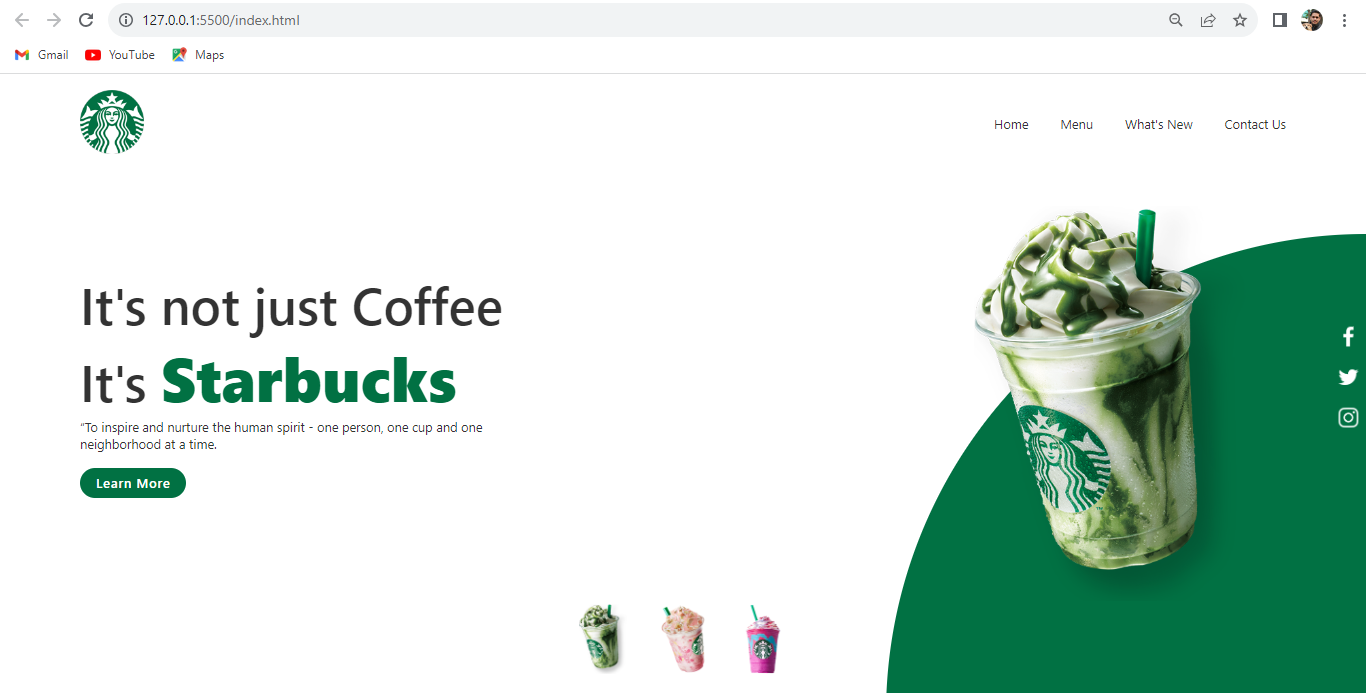 127.0.0.1:5500/index.html
Gmail YouTube Maps
Home Menu What's New Contact Us
It's not just Coffee
It's Starbucks
“To inspire and nurture the human spirit - one person, one cup and one
neighborhood at a time.
Learn More